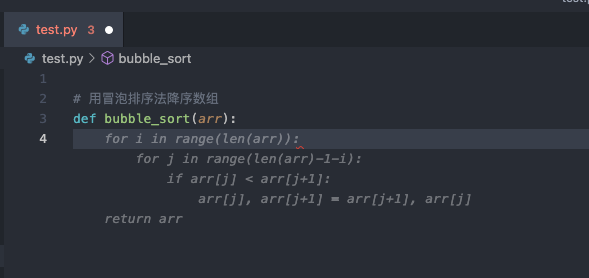 test.py 3
test.py > bubble_sort
1
2 # 用冒泡排序法降序数组
3 def bubble_sort(arr):
4     for i in range(len(arr)):
        for j in range(len(arr)-1-i):
            if arr[j] < arr[j+1]:
                arr[j], arr[j+1] = arr[j+1], arr[j]
    return arr